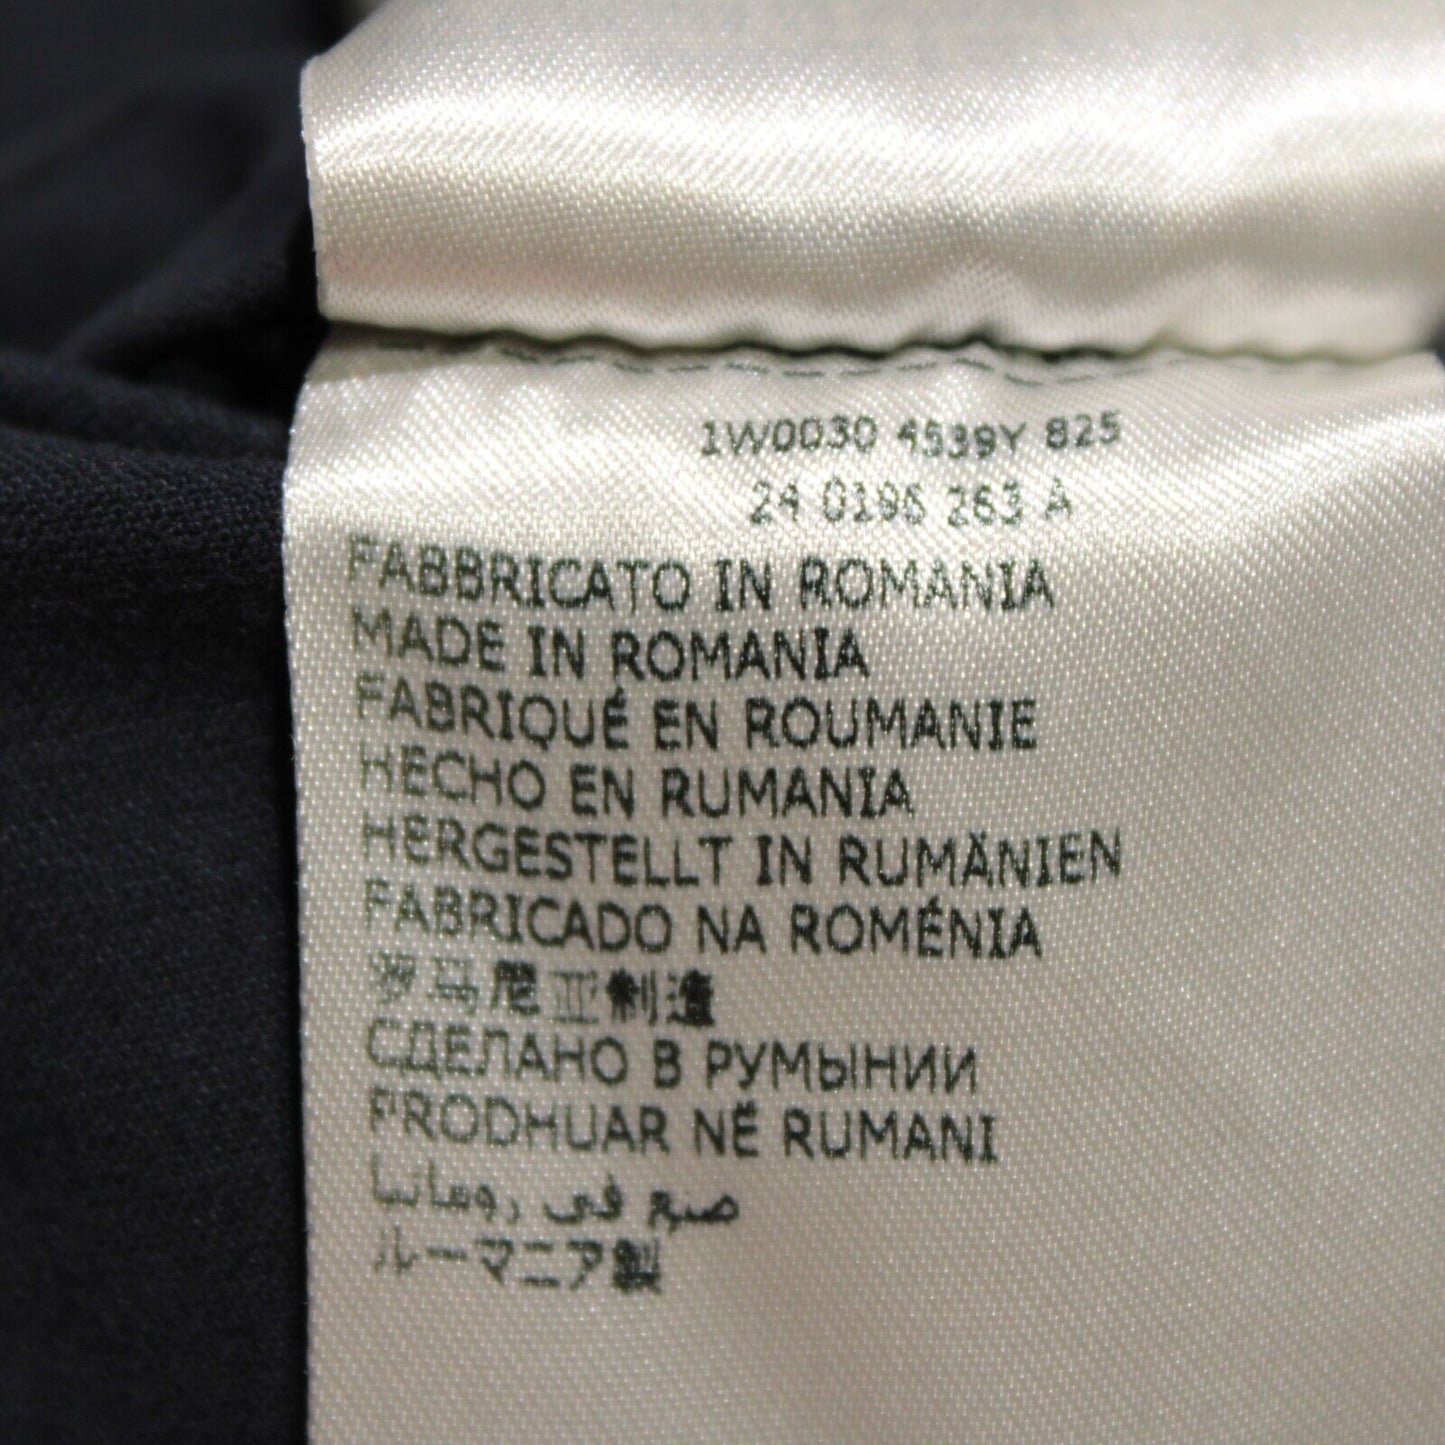 1W0030 4539Y 825
24 0196 263 A
FABBRICATO IN ROMANIA
MADE IN ROMANIA
FABRIQUÉ EN ROUMANIE
HECHO EN RUMANIA
HERGESTELLT IN RUMÄNIEN
FABRICADO NA ROMÉNIA
罗马尼亚制造
СДЕЛАНО В РУМЫНИИ
PRODHUAR NË RUMANI
صنع في رومانيا
ルーマニア製